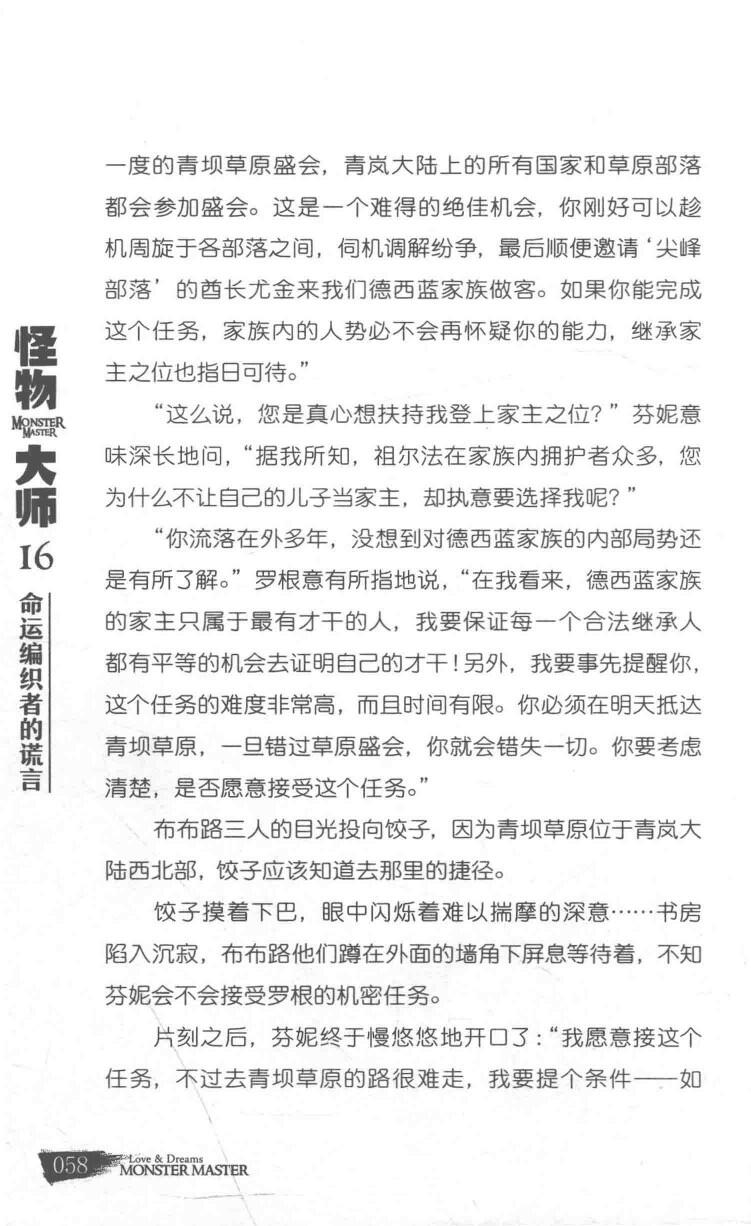 一度的青坝草原盛会，青岚大陆上的所有国家和草原部落
都会参加盛会。这是一个难得的绝佳机会，你刚好可以趁
机周旋于各部落之间，伺机调解纷争，最后顺便邀请‘尖峰
部落’的酋长尤金来我们德西蓝家族做客。如果你能完成
这个任务，家族内的人势必不会再怀疑你的能力，继承家
主之位也指日可待。”
“这么说，您是真心想扶持我登上家主之位？”芬妮意
味深长地问，“据我所知，祖尔法在家族内拥护者众多，您
为什么不让自己的儿子当家主，却执意要选择我呢？”
“你流落在外多年，没想到对德西蓝家族的内部局势还
是有所了解。”罗根意有所指地说，“在我看来，德西蓝家族
的家主只属于最有才干的人，我要保证每一个合法继承人
都有平等的机会去证明自己的才干！另外，我要事先提醒你，
这个任务的难度非常高，而且时间有限。你必须在明天抵达
青坝草原，一旦错过草原盛会，你就会错失一切。你要考虑
清楚，是否愿意接受这个任务。”
布布路三人的目光投向饺子，因为青坝草原位于青岚大
陆西北部，饺子应该知道去那里的捷径。
饺子摸着下巴，眼中闪烁着难以揣摩的深意……书房
陷入沉寂，布布路他们蹲在外面的墙角下屏息等待着，不知
芬妮会不会接受罗根的机密任务。
片刻之后，芬妮终于慢悠悠地开口了：“我愿意接这个
任务，不过去青坝草原的路很难走，我要提个条件——如
怪物
MONSTER
MASTER
大师
16
命运编织者的谎言
058
Love & Dreams
MONSTER MASTER